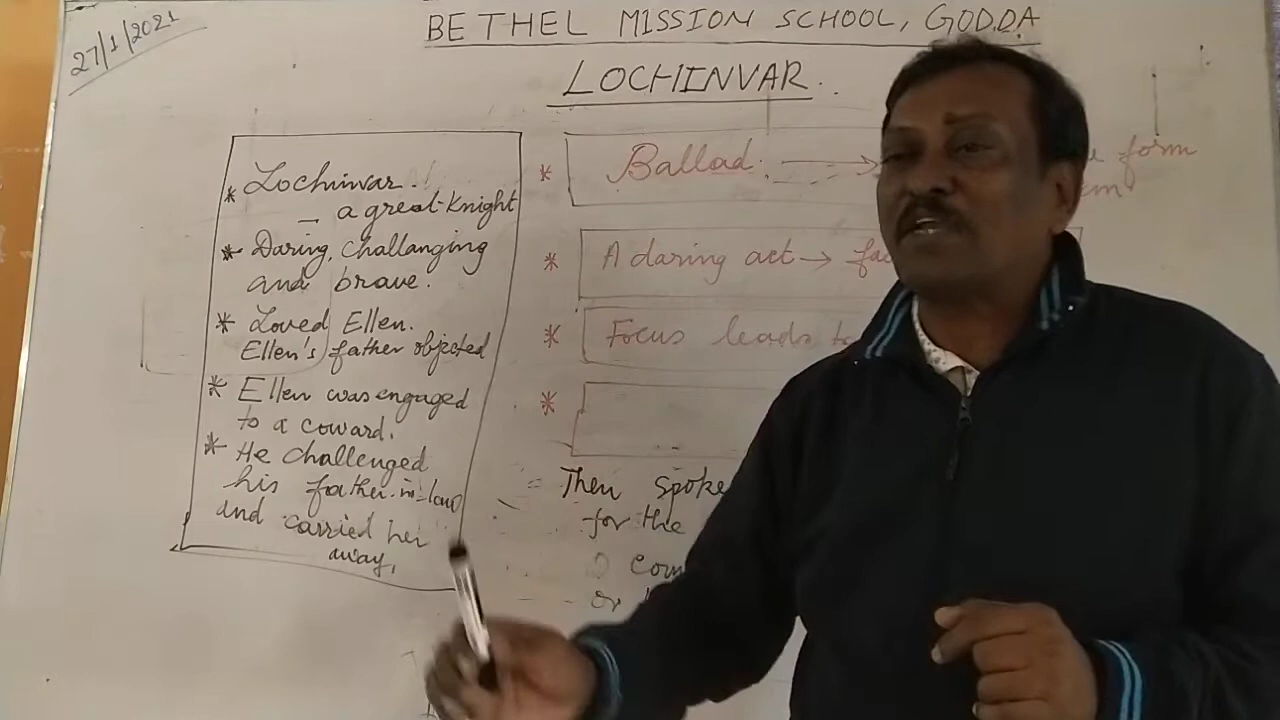 27/1/2021
BETHEL MISSION SCHOOL, GODDA
LOCHINVAR.
* Lochinvar.
– a great Knight
* Daring, challanging
and brave.
* Loved Ellen.
Ellen's father objected
* Ellen was engaged
to a coward.
* He challenged
his father-in-law
and carried her
away.
* Ballad. → form
* A daring act →
* Focus leads
*
Then spoke
for the
or